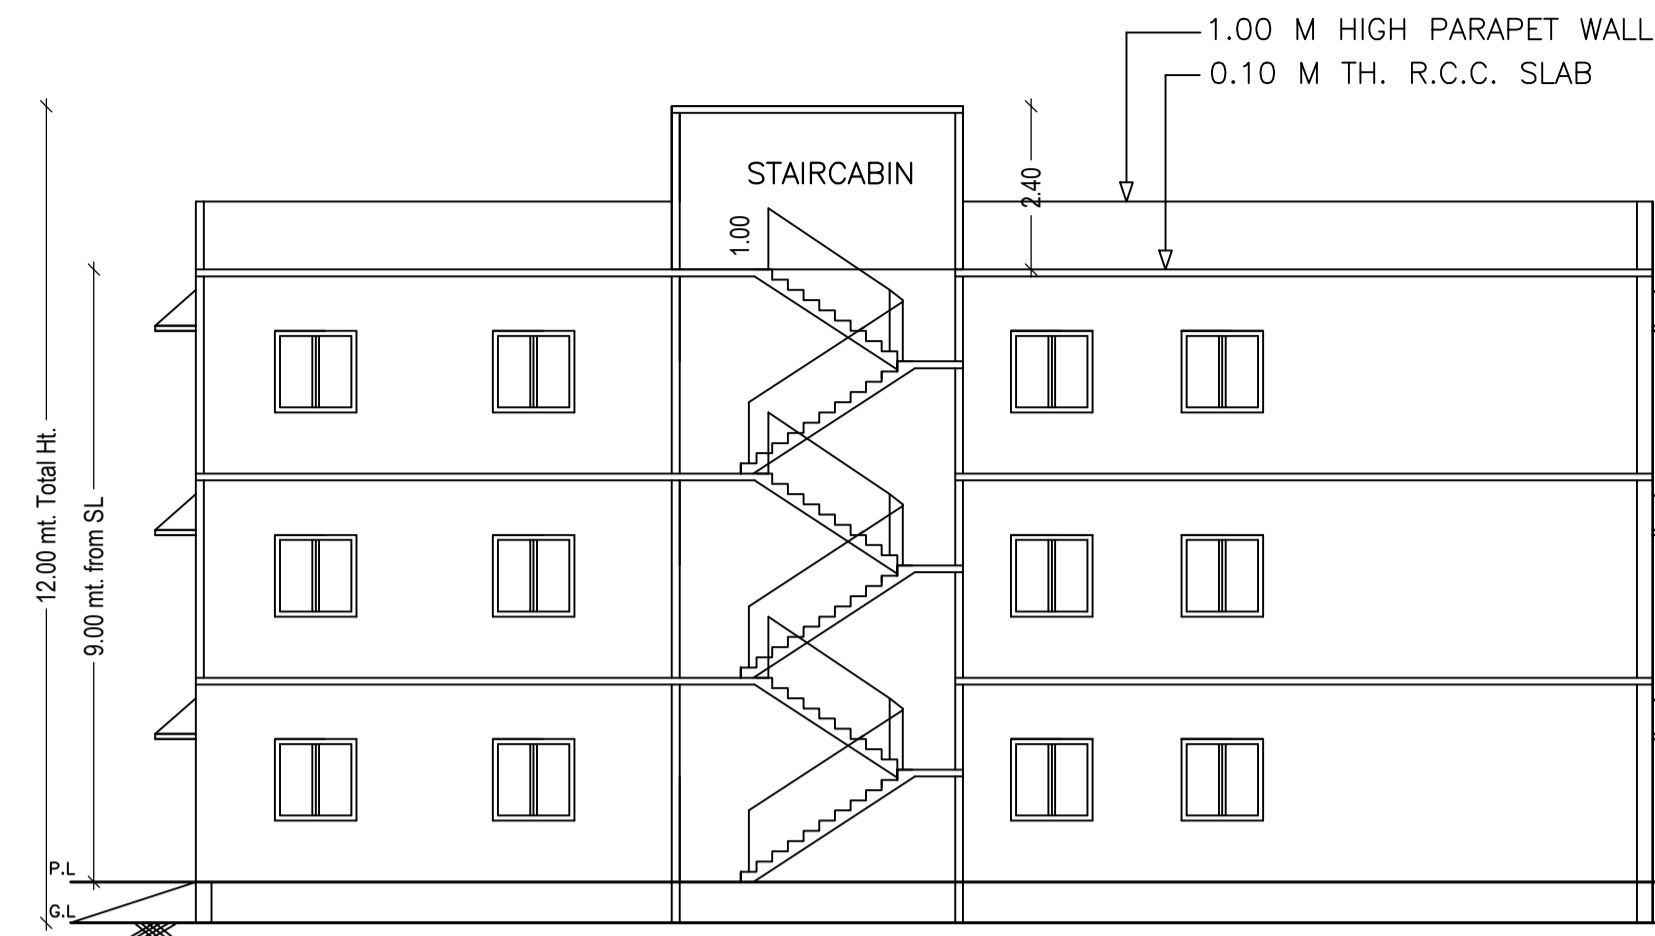 1.00 M HIGH PARAPET WALL
0.10 M TH. R.C.C. SLAB
STAIRCABIN
2.40
1.00
12.00 mt. Total Ht.
9.00 mt. from SL
P.L
G.L